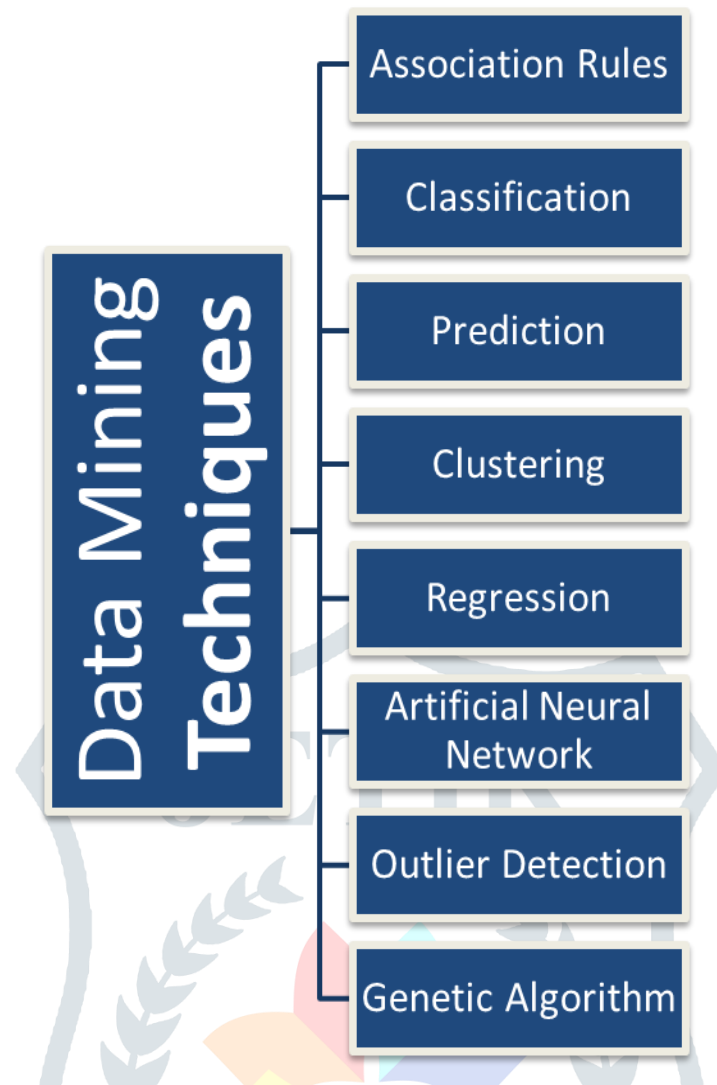 Data Mining
Techniques
Association Rules
Classification
Prediction
Clustering
Regression
Artificial Neural
Network
Outlier Detection
Genetic Algorithm